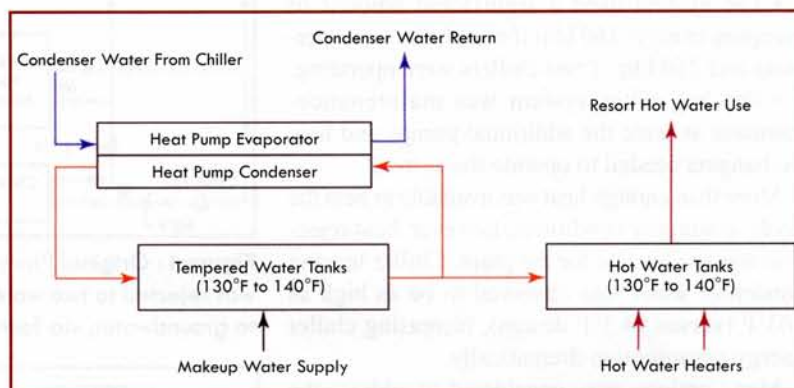 Condenser Water Return
Condenser Water From Chiller
Resort Hot Water Use
Heat Pump Evaporator
Heat Pump Condenser
Tempered Water Tanks
(130°F to 140°F)
Hot Water Tanks
(130°F to 140°F)
Makeup Water Supply
Hot Water Heaters